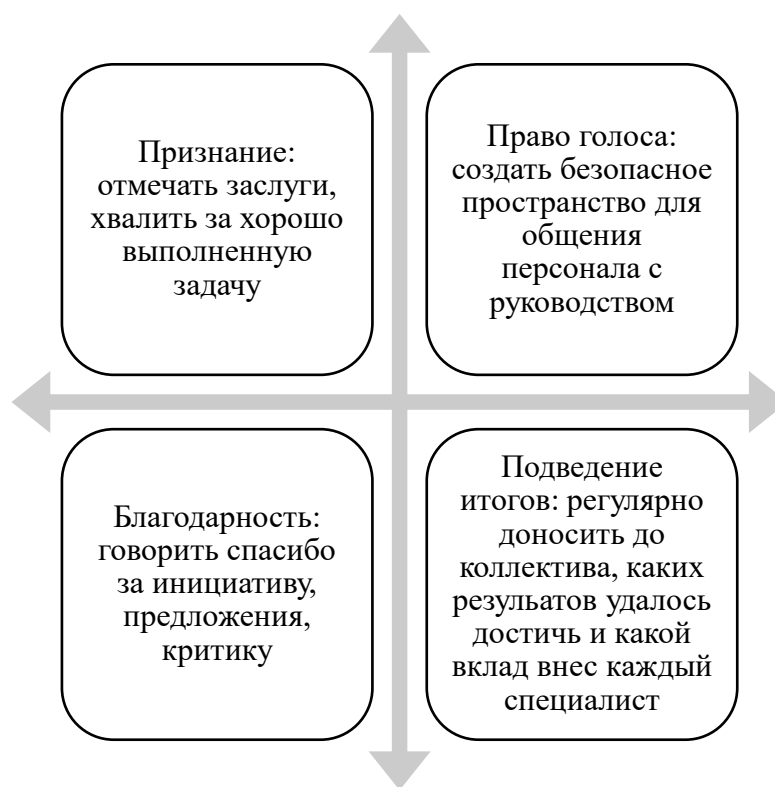 Признание:
отмечать заслуги,
хвалить за хорошо
выполненную
задачу
Право голоса:
создать безопасное
пространство для
общения
персонала с
руководством
Благодарность:
говорить спасибо
за инициативу,
предложения,
критику
Подведение
итогов: регулярно
доносить до
коллектива, каких
резульатов удалось
достичь и какой
вклад внес каждый
специалист